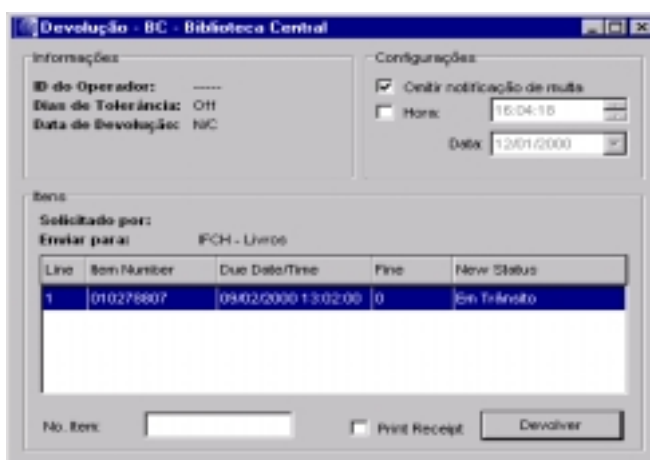 Devolução - BC - Biblioteca Central
Informações
ID do Operador: -----
Dias de Tolerância: Off
Data de Devolução: N/C
Configurações
Omitir notificação de multa
Hora: 16:04:18
Data: 12/01/2000
Itens
Solicitado por:
Enviar para: IFCH - Livros
Line Item Number Due Date/Time Fine New Status
1 010278807 09/02/2000 13:02:00 0 Em Trânsito
No. Item: Print Receipt Devolver